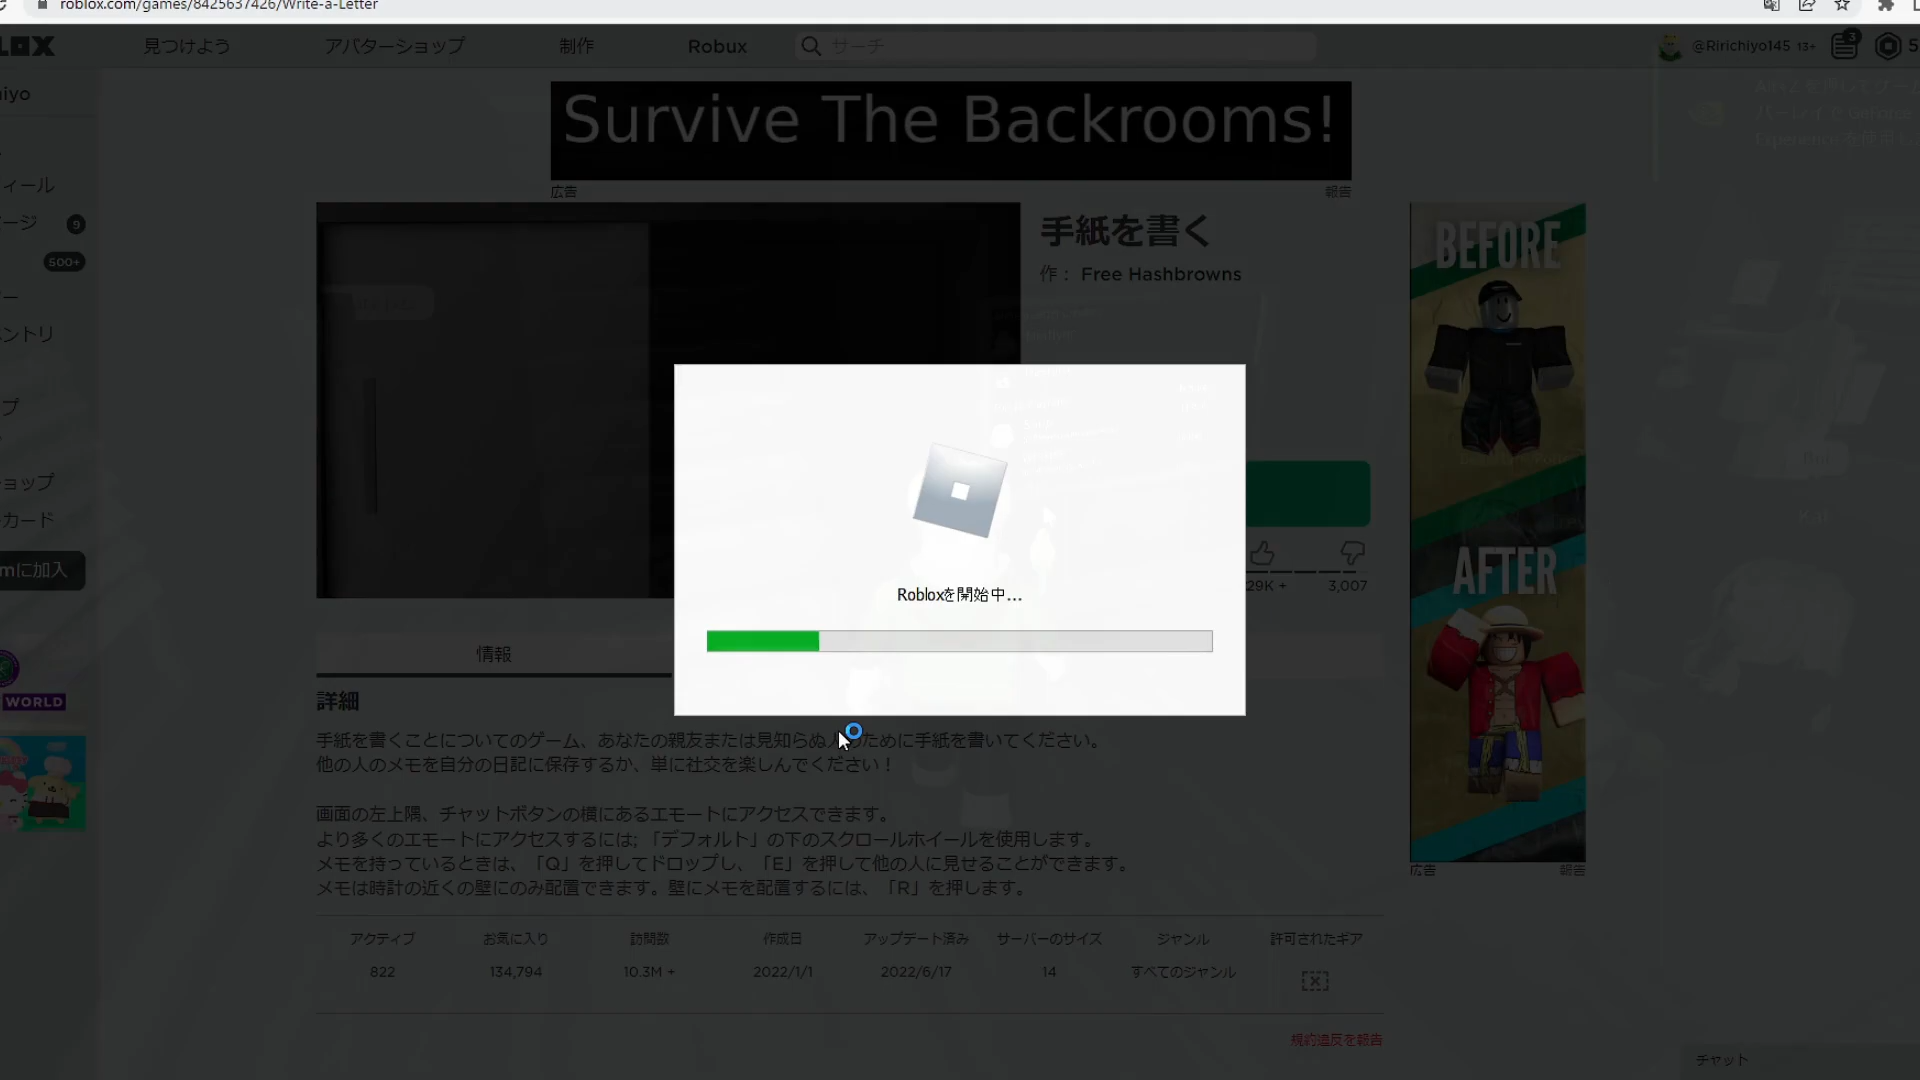 roblox.com/games/8425637426/Write-a-Letter
LOX
見つけよう
アバターショップ
制作
Robux
サーチ
@Ririchiyo145 13+
3
5
iyo
Survive The Backrooms!
広告
報告
ィール
ージ
9
500+
ー
ントリ
プ
ョップ
カード
mに加入
WORLD
手紙を書く
作： Free Hashbrowns
BEFORE
AFTER
広告
報告
Robloxを開始中...
29K +
3,007
情報
詳細
手紙を書くことについてのゲーム、あなたの親友または見知らぬ人のために手紙を書いてください。
他の人のメモを自分の日記に保存するか、単に社交を楽しんでください！
画面の左上隅、チャットボタンの横にあるエモートにアクセスできます。
より多くのエモートにアクセスするには;「デフォルト」の下のスクロールホイールを使用します。
メモを持っているときは、「Q」を押してドロップし、「E」を押して他の人に見せることができます。
メモは時計の近くの壁にのみ配置できます。壁にメモを配置するには、「R」を押します。
アクティブ
お気に入り
訪問数
作成日
アップデート済み
サーバーのサイズ
ジャンル
許可されたギア
822
134,794
10.3M +
2022/1/1
2022/6/17
14
すべてのジャンル
規約違反を報告
チャット